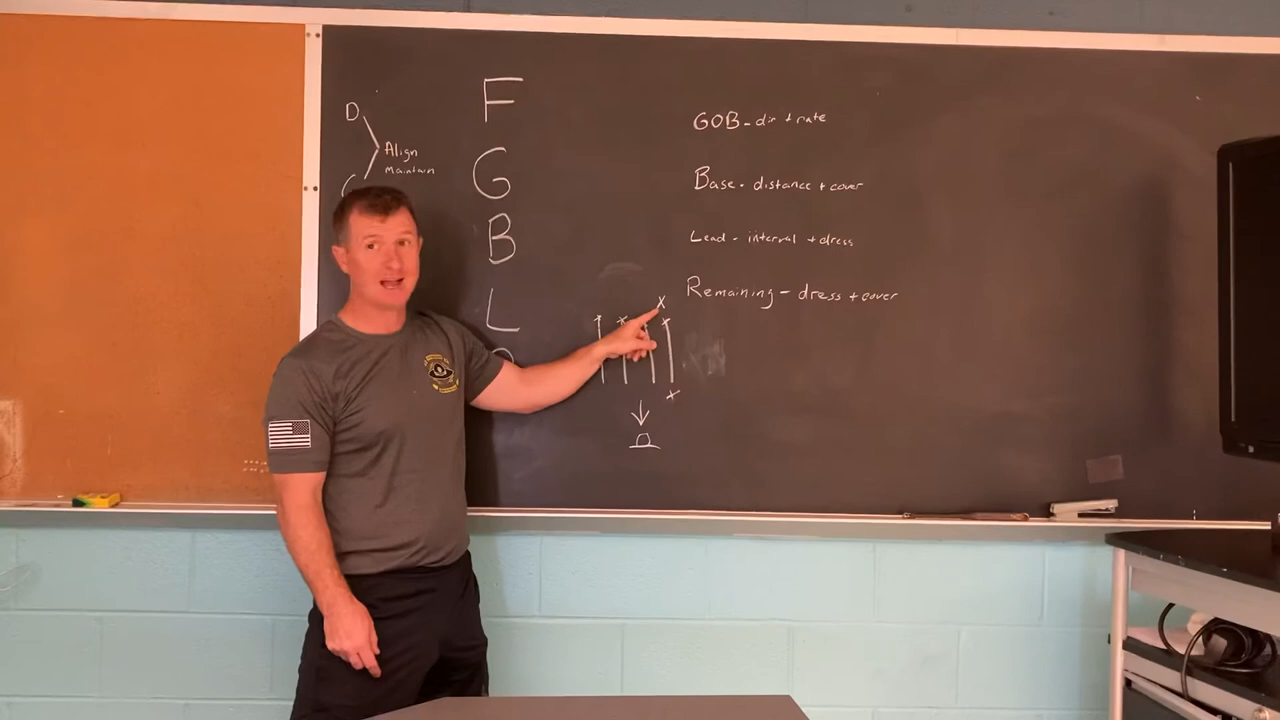 D
Align
Maintain
F
G
B
L
GOB - dir + rate
Base - distance + cover
Lead - interval + dress
Remaining - dress + cover
x x x x
x
x